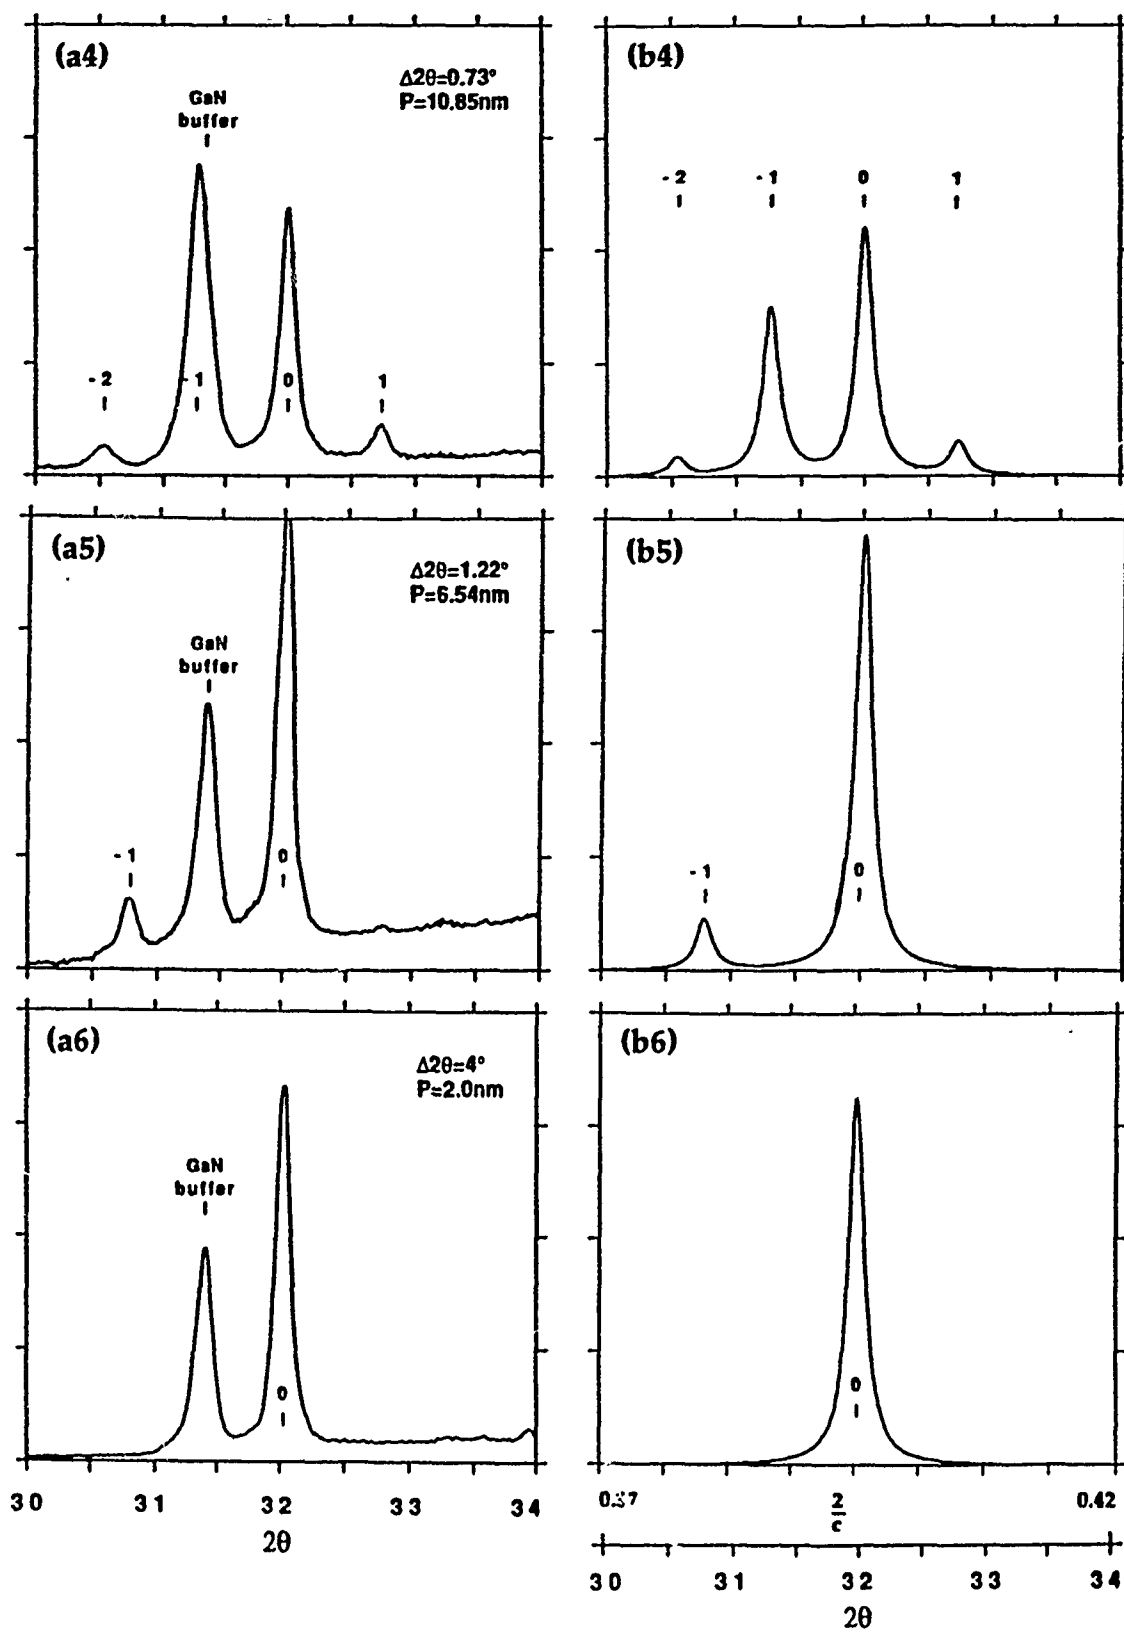 (a4)
Δ2θ=0.73°
P=10.85nm
GaN
buffer
-2
-1
0
1
(b4)
-2
-1
0
1
(a5)
Δ2θ=1.22°
P=6.54nm
GaN
buffer
-1
0
(b5)
-1
0
(a6)
Δ2θ=4°
P=2.0nm
GaN
buffer
0
(b6)
0
30 31 32 33 34
2θ
0.37 2/c 0.42
30 31 32 33 34
2θ